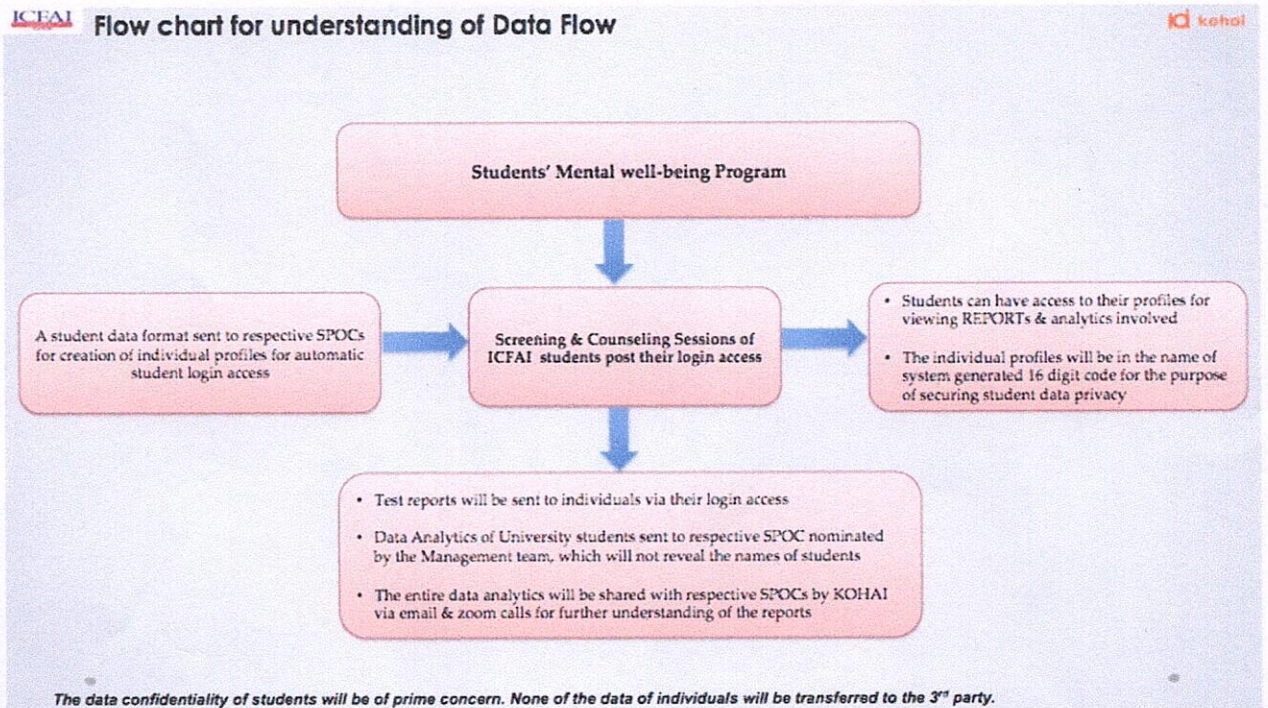 ICFAI
Flow chart for understanding of Data Flow
kohai
Students' Mental well-being Program
A student data format sent to respective SPOCs
for creation of individual profiles for automatic
student login access
Screening & Counseling Sessions of
ICFAI students post their login access
• Students can have access to their profiles for
viewing REPORTs & analytics involved
• The individual profiles will be in the name of
system generated 16 digit code for the purpose
of securing student data privacy
• Test reports will be sent to individuals via their login access
• Data Analytics of University students sent to respective SPOC nominated
by the Management team, which will not reveal the names of students
• The entire data analytics will be shared with respective SPOCs by KOHAI
via email & zoom calls for further understanding of the reports
The data confidentiality of students will be of prime concern. None of the data of individuals will be transferred to the 3rd party.